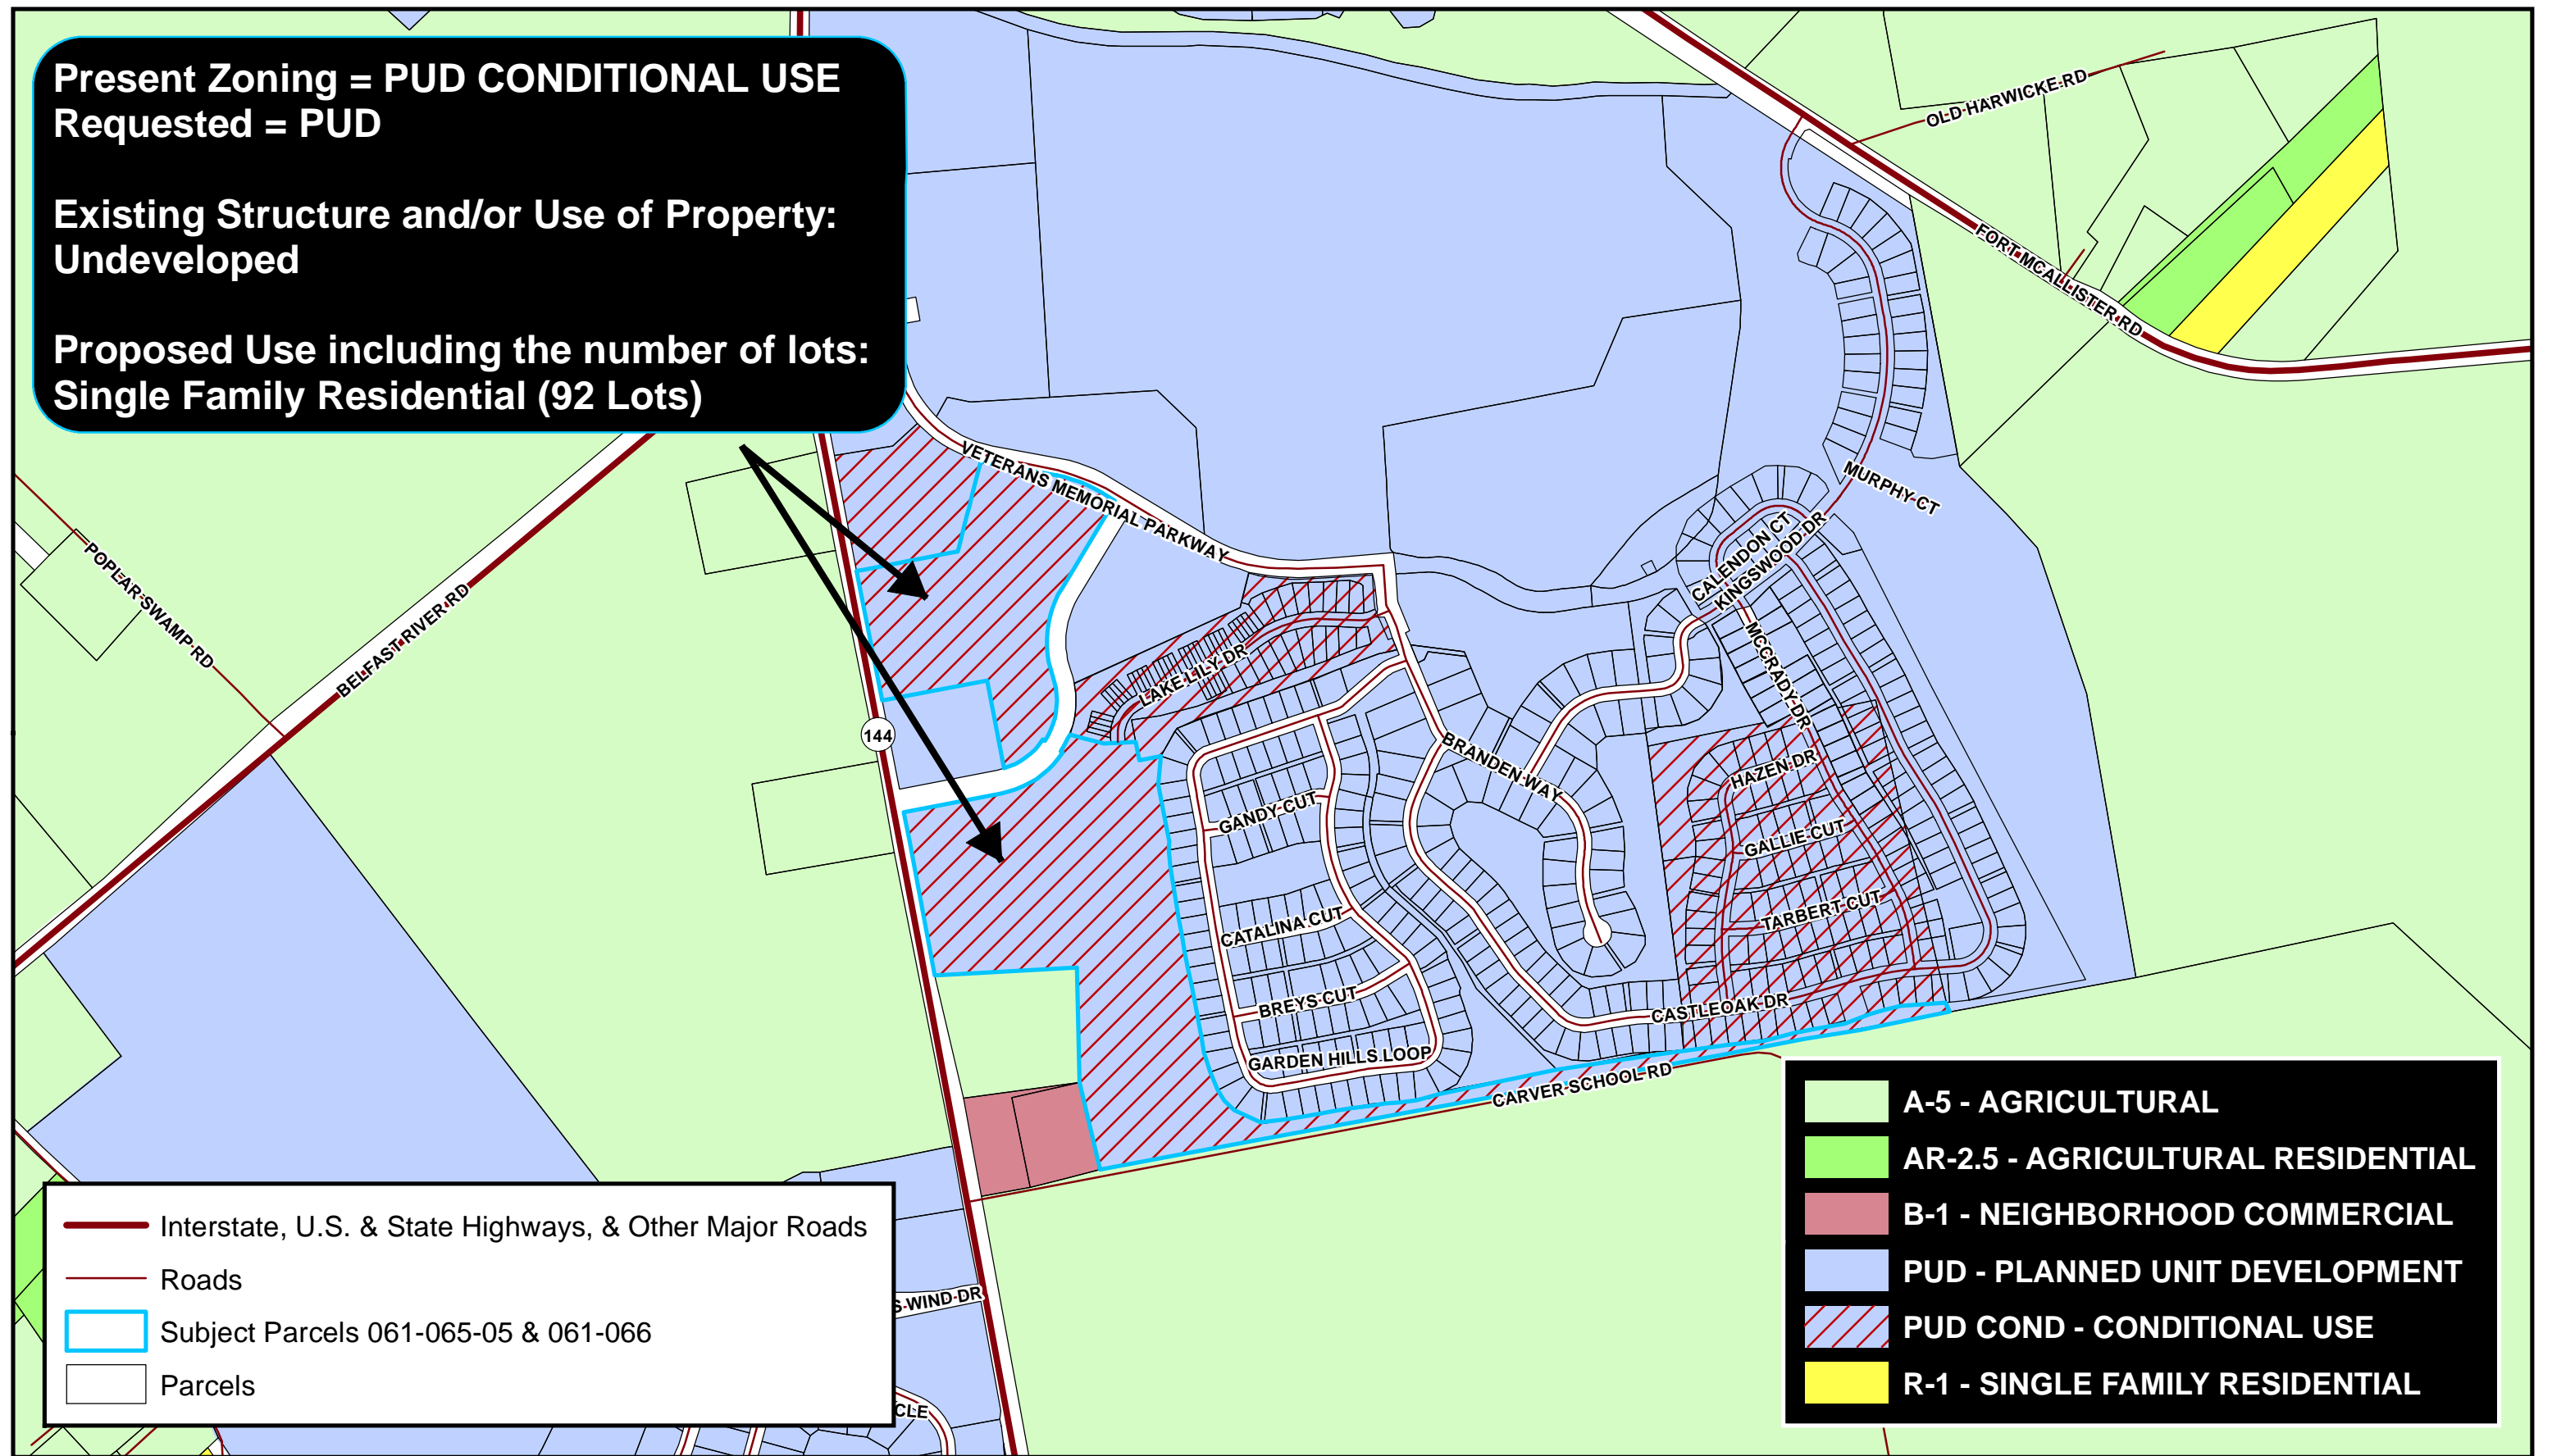 Present Zoning = PUD CONDITIONAL USE
Requested = PUD
Existing Structure and/or Use of Property:
Undeveloped
Proposed Use including the number of lots:
Single Family Residential (92 Lots)
OLD HARWICKE RD
FORT MCALLISTER RD
VETERANS MEMORIAL PARKWAY
MURPHY CT
CALENDON CT
KINGSWOOD DR
POPLAR SWAMP RD
BELFAST RIVER RD
LAKE LILY DR
MCCRADY DR
144
BRANDEN WAY
HAZEN DR
GANDY CUT
GALLIE CUT
CATALINA CUT
TARBERT CUT
BREYS CUT
CASTLEOAK DR
GARDEN HILLS LOOP
CARVER SCHOOL RD
S WIND DR
CLE
Interstate, U.S. & State Highways, & Other Major Roads
Roads
Subject Parcels 061-065-05 & 061-066
Parcels
A-5 - AGRICULTURAL
AR-2.5 - AGRICULTURAL RESIDENTIAL
B-1 - NEIGHBORHOOD COMMERCIAL
PUD - PLANNED UNIT DEVELOPMENT
PUD COND - CONDITIONAL USE
R-1 - SINGLE FAMILY RESIDENTIAL